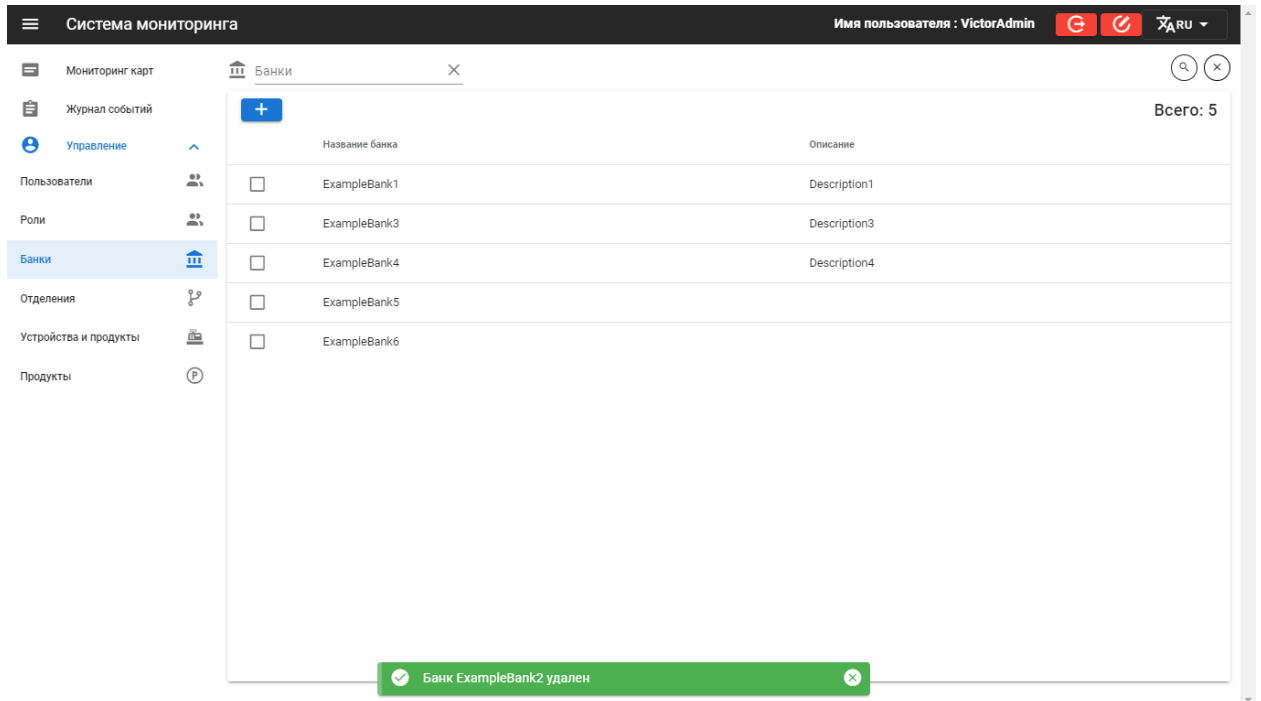 Система мониторинга
Имя пользователя : VictorAdmin
RU
Мониторинг карт
Банки
Журнал событий
Всего: 5
Управление
Название банка
Описание
Пользователи
ExampleBank1
Description1
Роли
ExampleBank3
Description3
Банки
ExampleBank4
Description4
Отделения
ExampleBank5
Устройства и продукты
ExampleBank6
Продукты
P
Банк ExampleBank2 удален